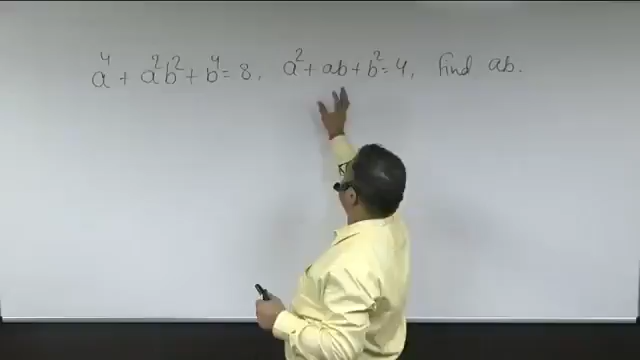 a⁴ + a²b² + b⁴ = 8, a² + ab + b² = 4, Find ab.